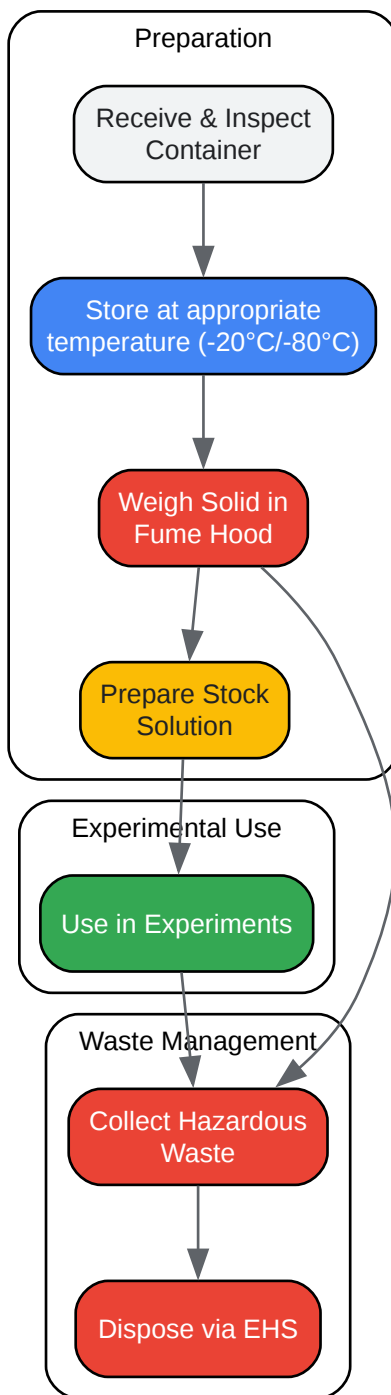 Preparation
Receive & Inspect
Container
Store at appropriate
temperature (-20°C/-80°C)
Weigh Solid in
Fume Hood
Prepare Stock
Solution
Experimental Use
Use in Experiments
Waste Management
Collect Hazardous
Waste
Dispose via EHS